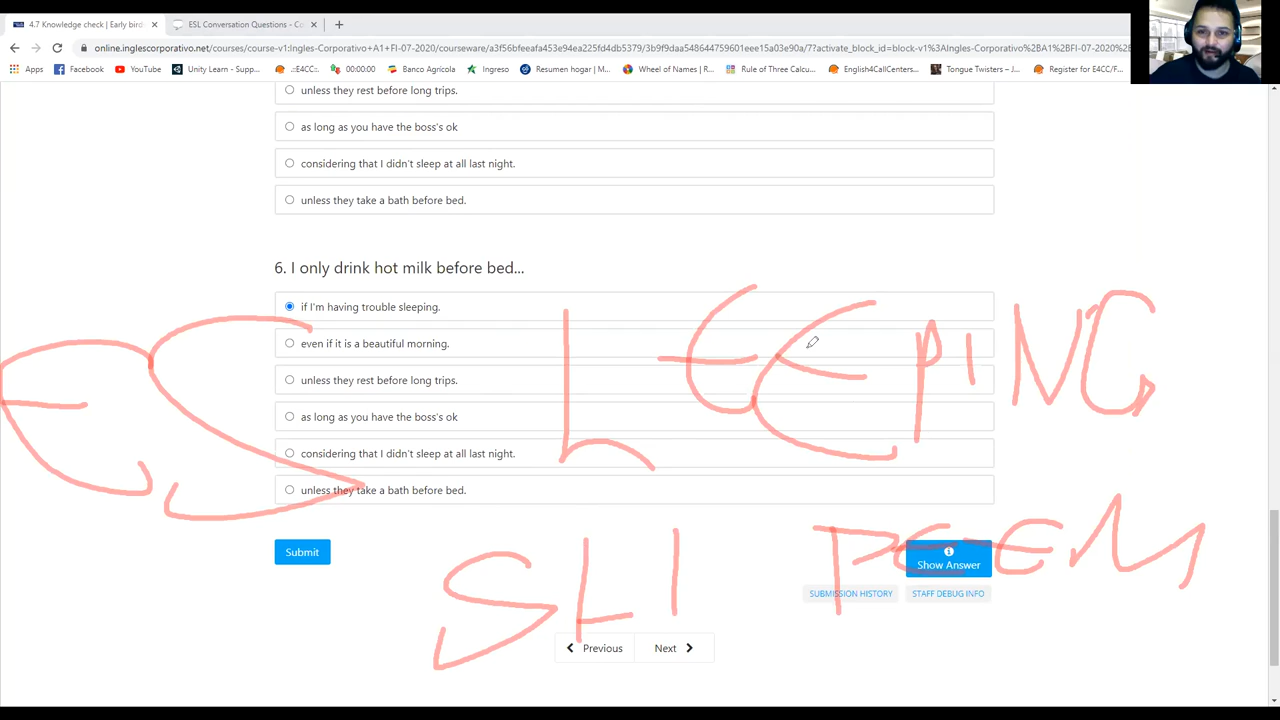 4.7 Knowledge check | Early bird
ESL Conversation Questions - Co
online.inglescorporativo.net/courses/course-v1:Ingles-Corporativo+A1+FI-07-2020/courseware/a3f56bfeefa4453e94ea225fd4db5379/3b9f9daa548644759601eee15a03e90a/7?activate_block_id=block-v1%3AIngles-Corporativo%2BA1%2BFI-07-2020%
Apps Facebook YouTube Unity Learn - Supp... .::E4CC::. 00:00:00 Banco Agrícola Ingreso Resumen hogar | M... Wheel of Names | R... Rule of Three Calcu... English4CallCenters... Tongue Twisters – J... Register for E4CC/F...
unless they rest before long trips.
as long as you have the boss's ok
considering that I didn't sleep at all last night.
unless they take a bath before bed.
6. I only drink hot milk before bed...
if I'm having trouble sleeping.
even if it is a beautiful morning.
unless they rest before long trips.
as long as you have the boss's ok
considering that I didn't sleep at all last night.
unless they take a bath before bed.
E S L E E P I N G
Submit
Show Answer
SUBMISSION HISTORY STAFF DEBUG INFO
Previous Next